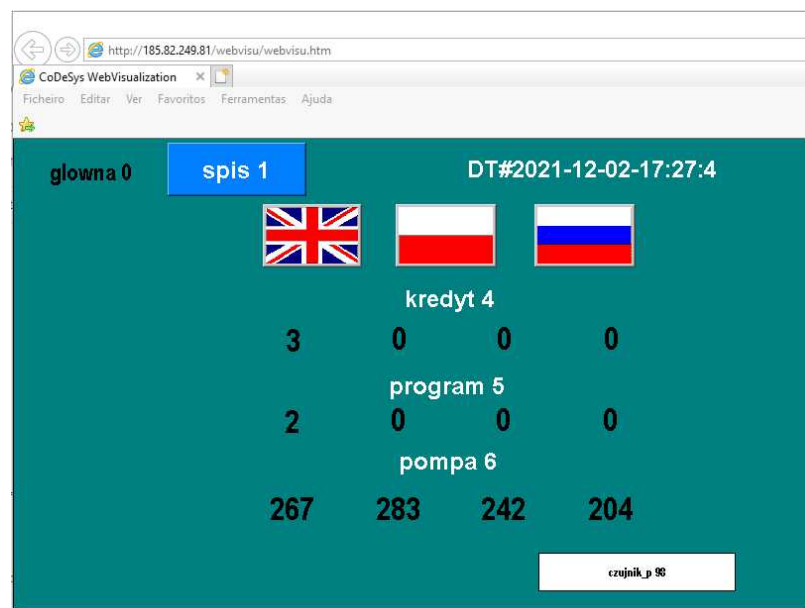 http://185.82.249.81/webvisu/webvisu.htm
CoDeSys WebVisualization
Ficheiro Editar Ver Favoritos Ferramentas Ajuda
glowna 0 spis 1 DT#2021-12-02-17:27:4
kredyt 4
3 0 0 0
program 5
2 0 0 0
pompa 6
267 283 242 204
czujnik_p 98